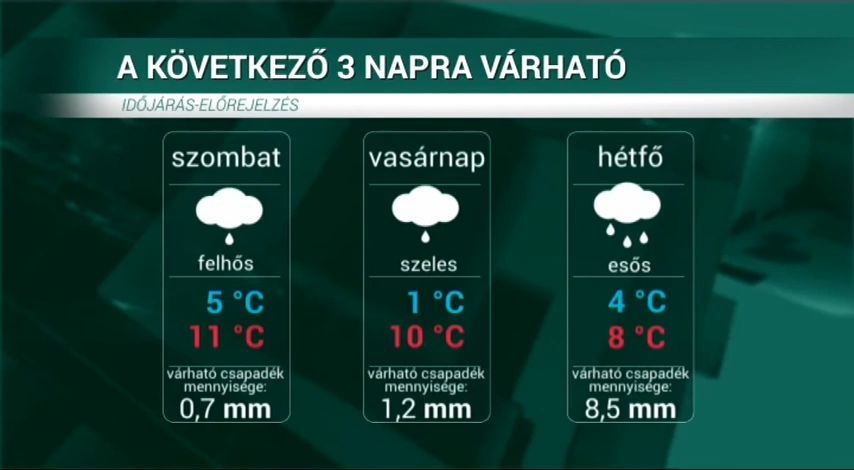 A KÖVETKEZŐ 3 NAPRA VÁRHATÓ
IDŐJÁRÁS-ELŐREJELZÉS
szombat
felhős
5 °C
11 °C
várható csapadék
mennyisége:
0,7 mm
vasárnap
szeles
1 °C
10 °C
várható csapadék
mennyisége:
1,2 mm
hétfő
esős
4 °C
8 °C
várható csapadék
mennyisége:
8,5 mm